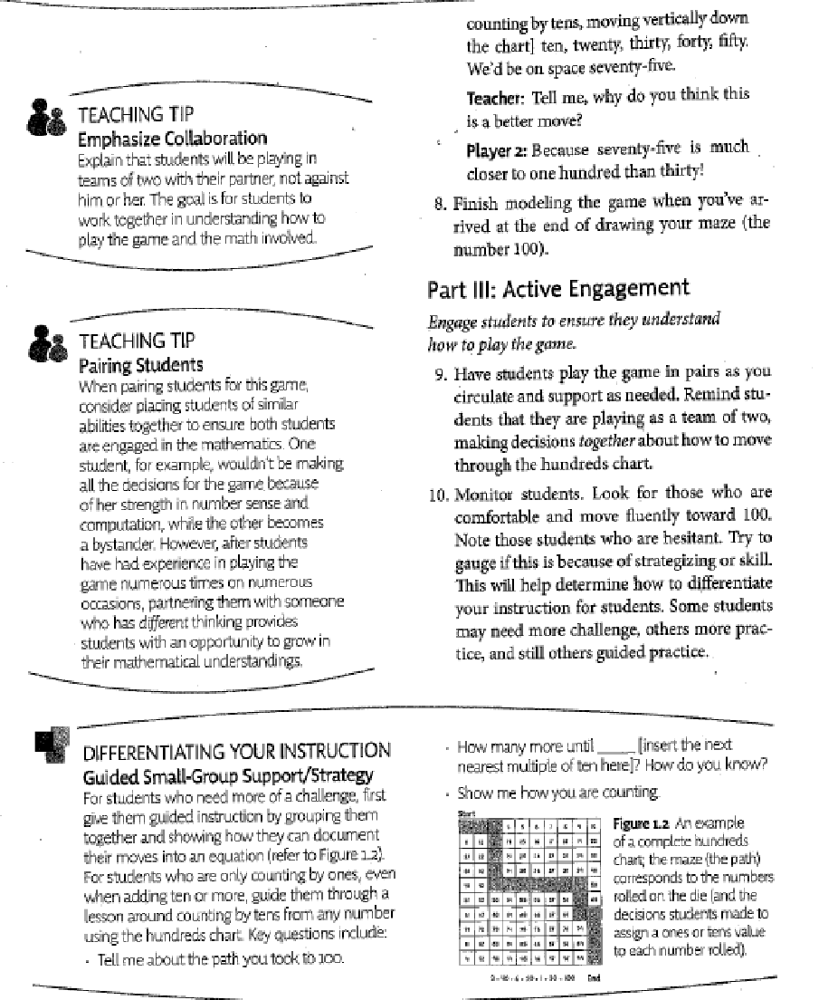 TEACHING TIP
Emphasize Collaboration
Explain that students will be playing in
teams of two with their partner, not against
him or her. The goal is for students to
work together in understanding how to
play the game and the math involved.
TEACHING TIP
Pairing Students
When pairing students for this game,
consider placing students of similar
abilities together to ensure both students
are engaged in the mathematics. One
student, for example, wouldn't be making
all the decisions for the game because
of her strength in number sense and
computation, while the other becomes
a bystander. However, after students
have had experience in playing the
game numerous times on numerous
occasions, partnering them with someone
who has different thinking provides
students with an opportunity to grow in
their mathematical understandings.
counting by tens, moving vertically down
the chart] ten, twenty, thirty, forty, fifty.
We'd be on space seventy-five.
Teacher: Tell me, why do you think this
is a better move?
Player 2: Because seventy-five is much
closer to one hundred than thirty!
8. Finish modeling the game when you've ar-
rived at the end of drawing your maze (the
number 100).
Part III: Active Engagement
Engage students to ensure they understand
how to play the game.
9. Have students play the game in pairs as you
circulate and support as needed. Remind stu-
dents that they are playing as a team of two,
making decisions together about how to move
through the hundreds chart.
10. Monitor students. Look for those who are
comfortable and move fluently toward 100.
Note those students who are hesitant. Try to
gauge if this is because of strategizing or skill.
This will help determine how to differentiate
your instruction for students. Some students
may need more challenge, others more prac-
tice, and still others guided practice.
DIFFERENTIATING YOUR INSTRUCTION
Guided Small-Group Support/Strategy
For students who need more of a challenge, first
give them guided instruction by grouping them
together and showing how they can document
their moves into an equation (refer to Figure 1.2).
For students who are only counting by ones, even
when adding ten or more, guide them through a
lesson around counting by tens from any number
using the hundreds chart. Key questions include:
· Tell me about the path you took to 100.
· How many more until _____ [insert the next
nearest multiple of ten here]? How do you know?
· Show me how you are counting.
Start
End
Figure 1.2 An example
of a complete hundreds
chart; the maze (the path)
corresponds to the numbers
rolled on the die (and the
decisions students made to
assign a ones or tens value
to each number rolled).